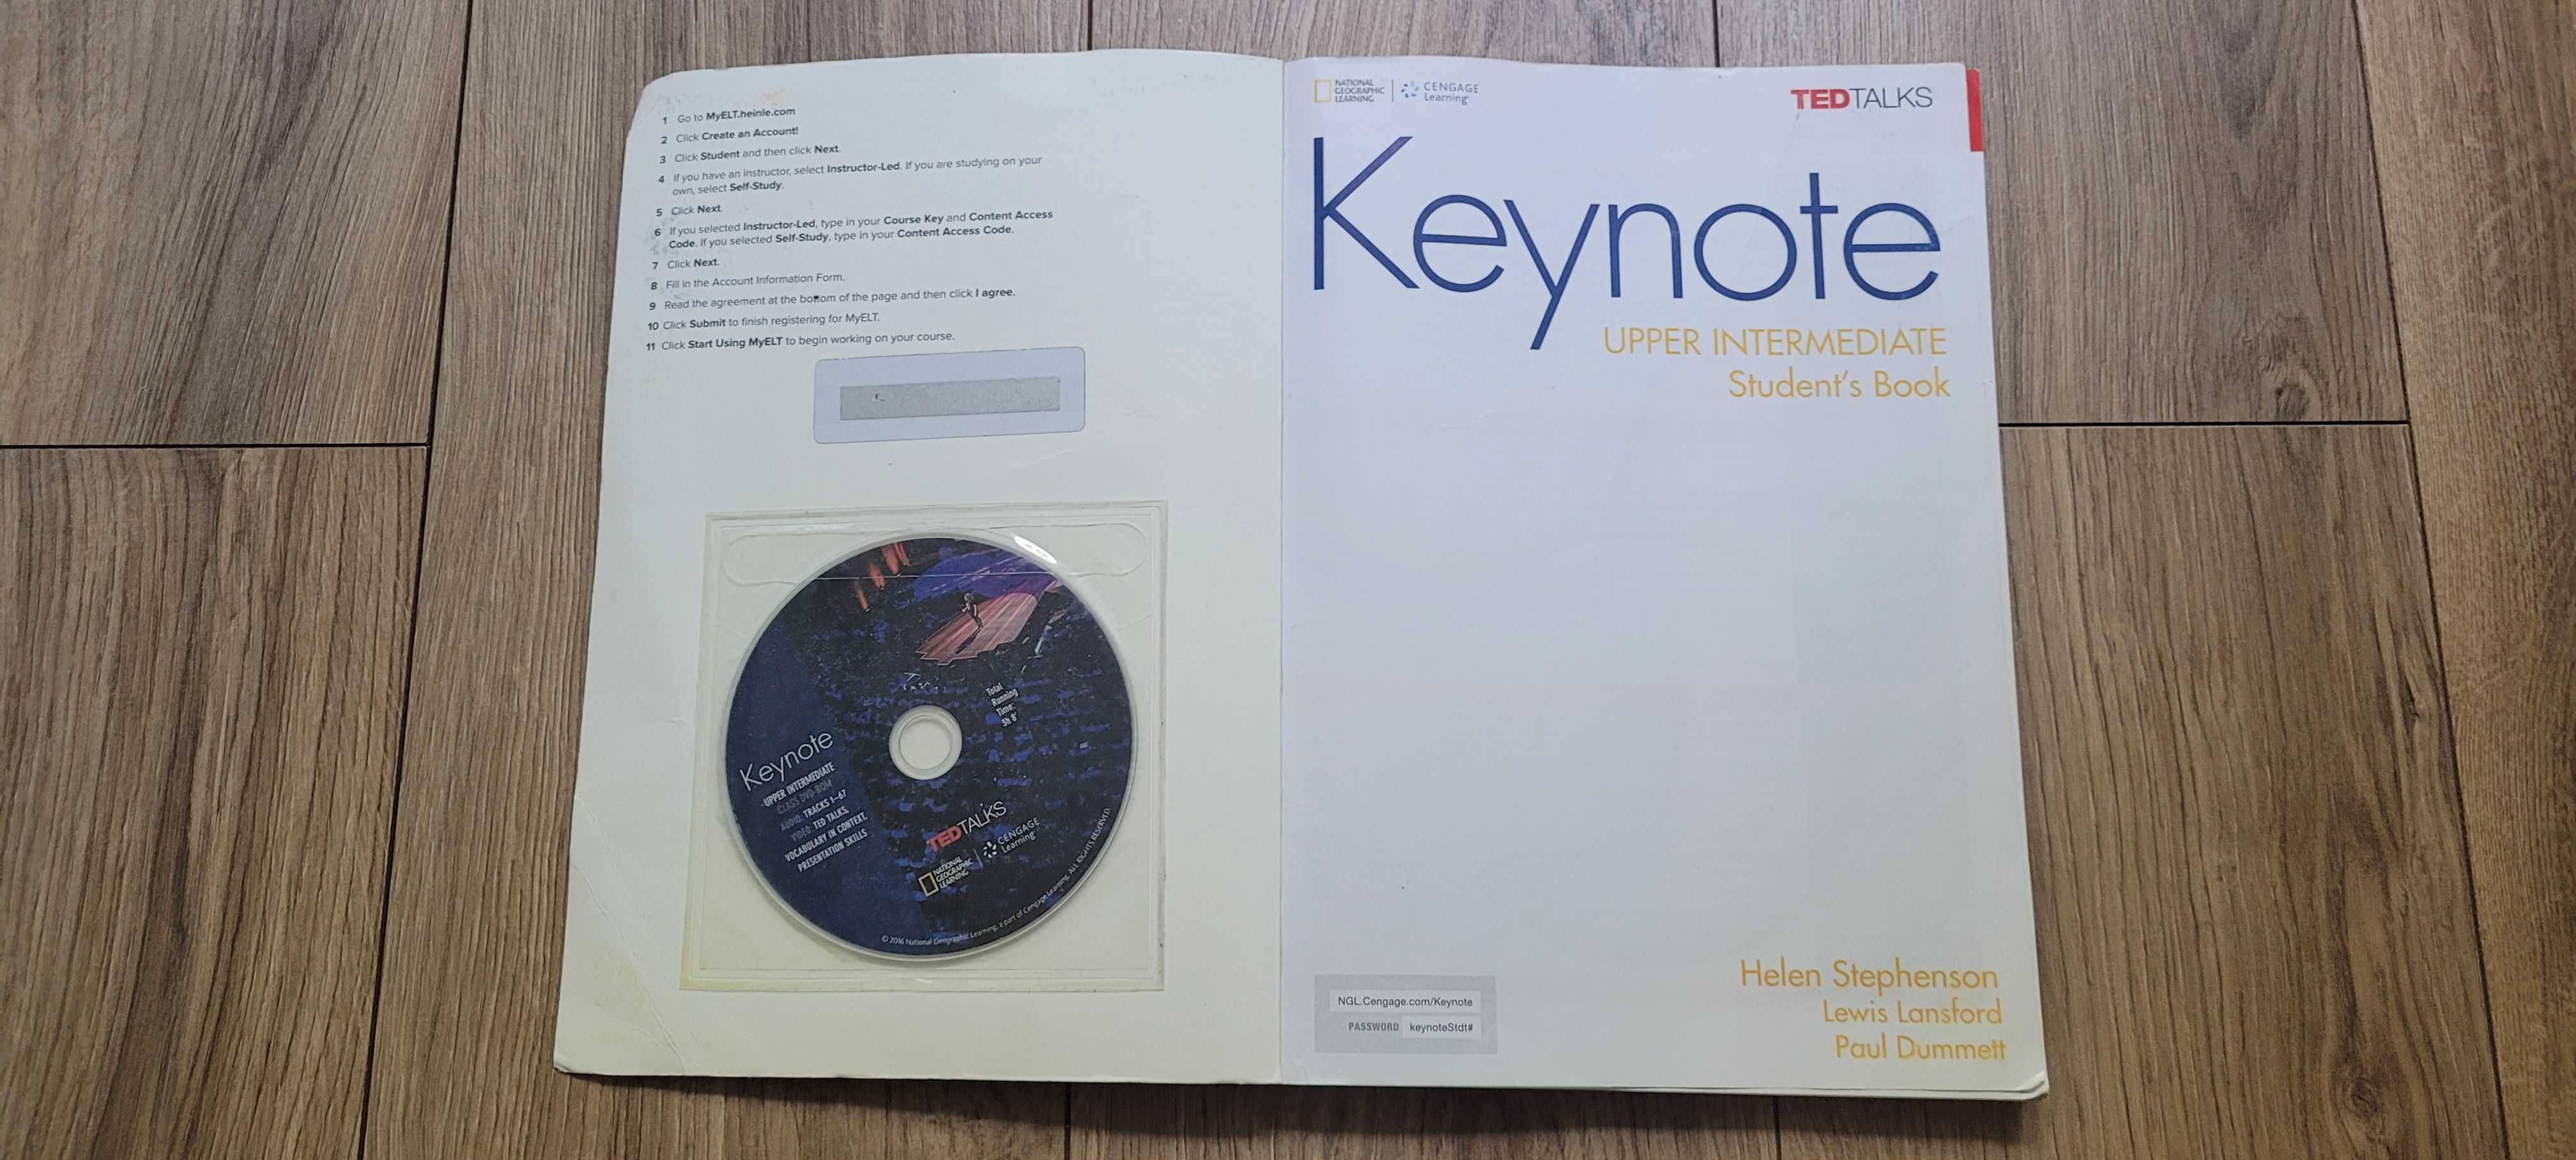 1 Go to MyELT.heinle.com
2 Click Create an Account!
3 Click Student and then click Next.
4 If you have an instructor, select Instructor-Led. If you are studying on your
own, select Self-Study.
5 Click Next.
6 If you selected Instructor-Led, type in your Course Key and Content Access
Code. If you selected Self-Study, type in your Content Access Code.
7 Click Next.
8 Fill in the Account Information Form.
9 Read the agreement at the bottom of the page and then click I agree.
10 Click Submit to finish registering for MyELT.
11 Click Start Using MyELT to begin working on your course.
Total
Running
Time:
5h 8'
Keynote
UPPER INTERMEDIATE
CLASS DVD-ROM
AUDIO: TRACKS 1–67
VIDEO: TED TALKS,
VOCABULARY IN CONTEXT,
PRESENTATION SKILLS
TEDTALKS
NATIONAL
GEOGRAPHIC
LEARNING
CENGAGE
Learning
© 2016 National Geographic Learning, a part of Cengage Learning. ALL RIGHTS RESERVED.
NATIONAL
GEOGRAPHIC
LEARNING
CENGAGE
Learning
TEDTALKS
Keynote
UPPER INTERMEDIATE
Student's Book
NGL.Cengage.com/Keynote
PASSWORD keynoteStdt#
Helen Stephenson
Lewis Lansford
Paul Dummett